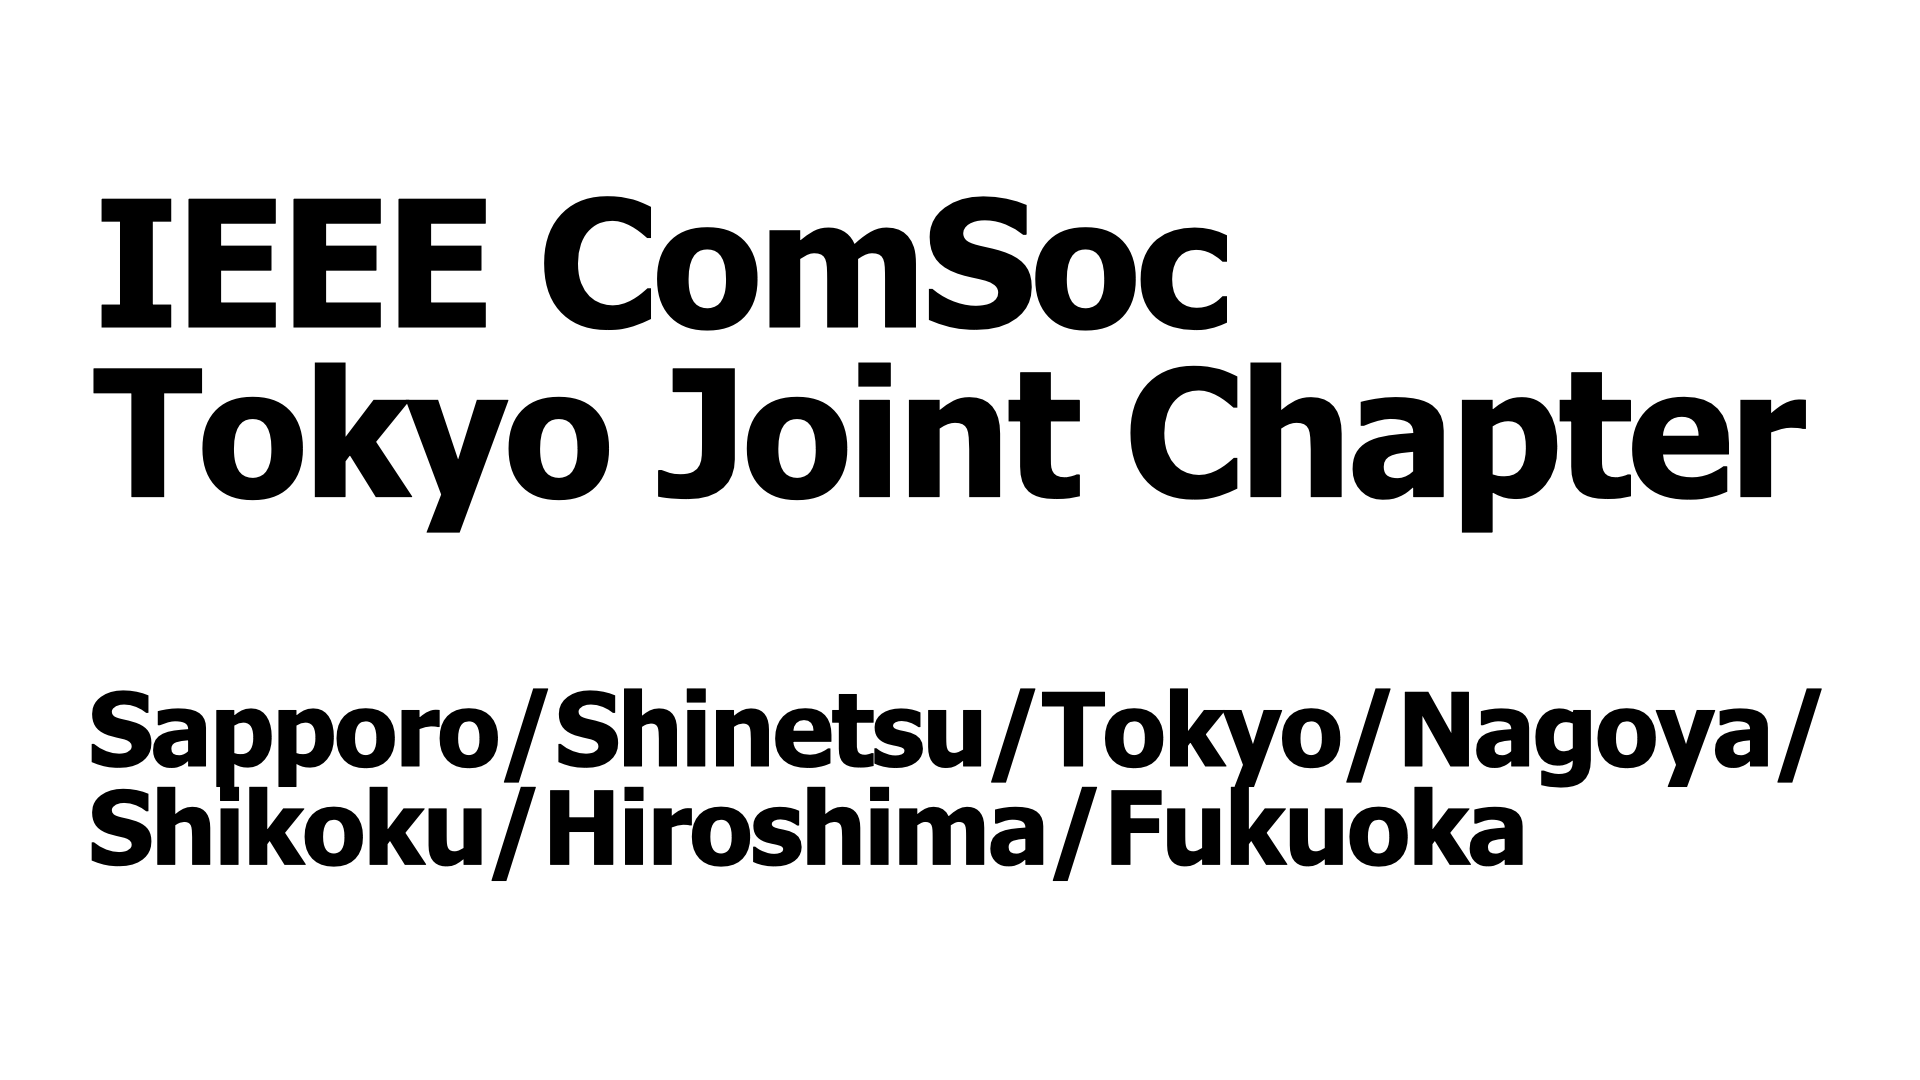 IEEE ComSoc
Tokyo Joint Chapter
Sapporo/Shinetsu/Tokyo/Nagoya/
Shikoku/Hiroshima/Fukuoka